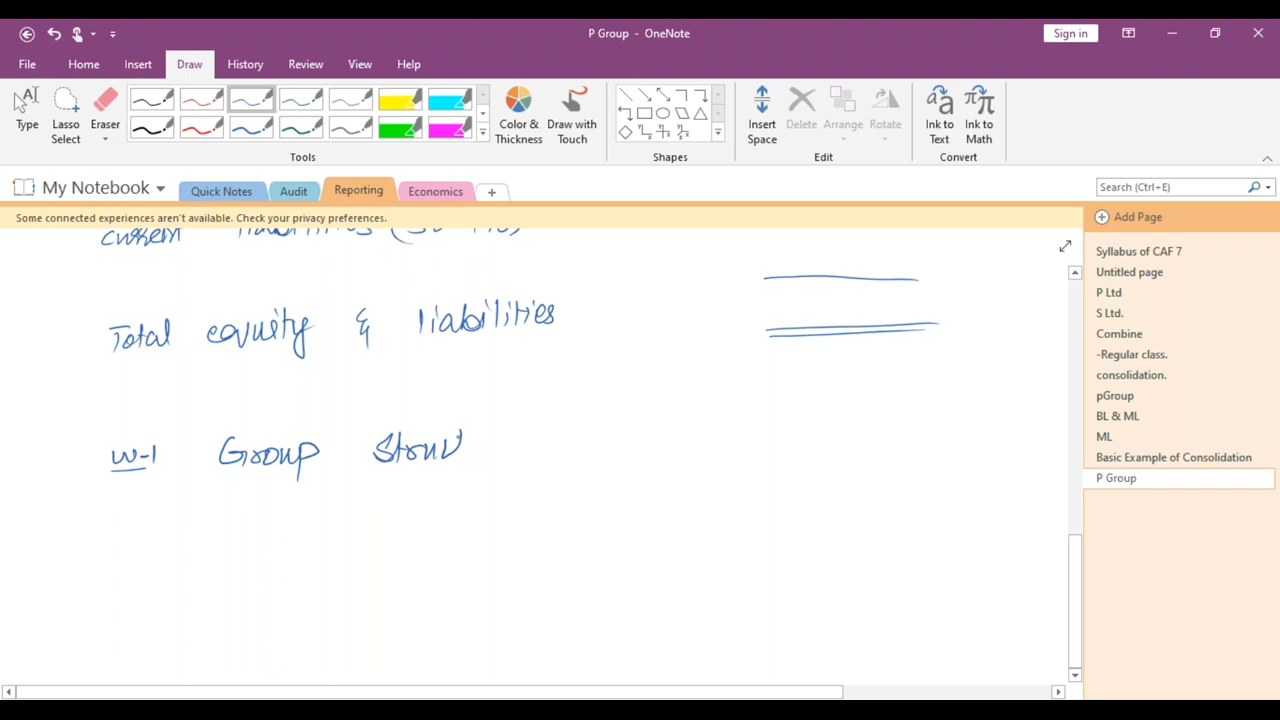 P Group - OneNote
Sign in
File Home Insert Draw History Review View Help
Type
Lasso Select
Eraser
Color & Thickness
Draw with Touch
Insert Space
Delete
Arrange
Rotate
Ink to Text
Ink to Math
Tools
Shapes
Edit
Convert
My Notebook
Quick Notes Audit Reporting Economics +
Search (Ctrl+E)
Some connected experiences aren't available. Check your privacy preferences.
Add Page
Syllabus of CAF 7
Untitled page
P Ltd
S Ltd.
Combine
-Regular class.
consolidation.
pGroup
BL & ML
ML
Basic Example of Consolidation
P Group
current liabilities
Total equity & liabilities
W-1 Group Struc